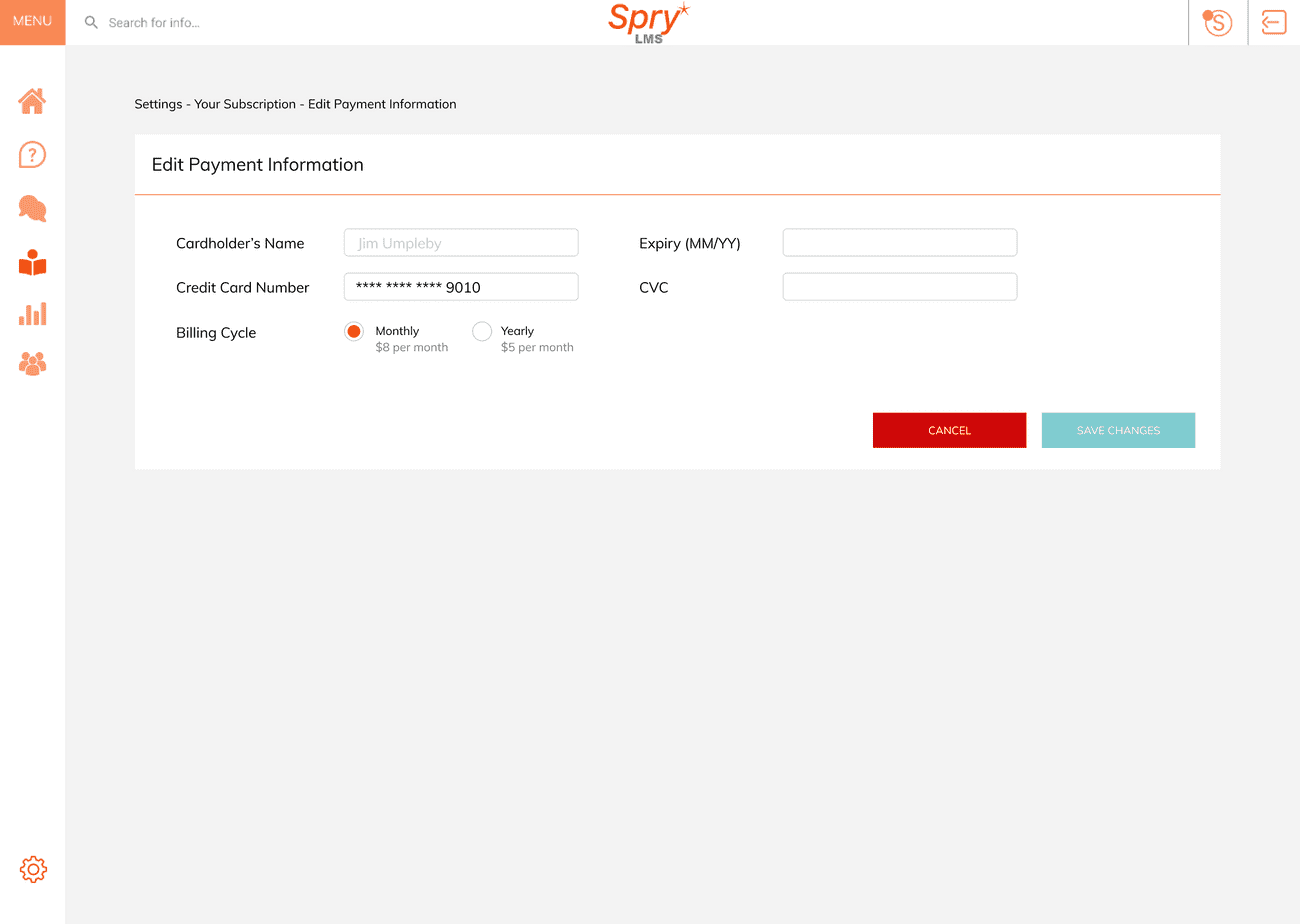 MENU
Search for info...
Spry
LMS
S
Settings - Your Subscription - Edit Payment Information
Edit Payment Information
Cardholder’s Name
Jim Umpleby
Expiry (MM/YY)
Credit Card Number
**** **** **** 9010
CVC
Billing Cycle
Monthly
$8 per month
Yearly
$5 per month
CANCEL
SAVE CHANGES
?